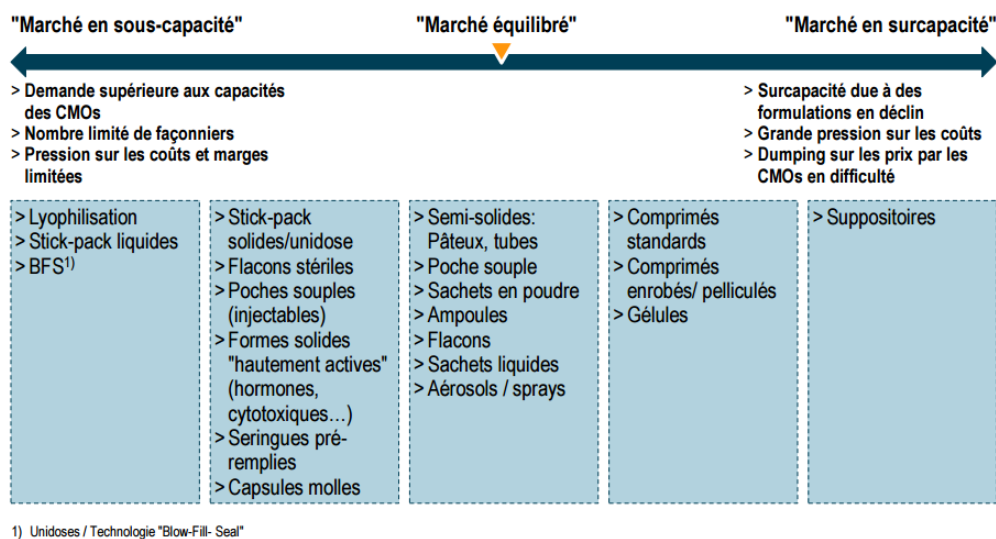 "Marché en sous-capacité"
"Marché équilibré"
"Marché en surcapacité"
> Demande supérieure aux capacités
des CMOs
> Nombre limité de façonniers
> Pression sur les coûts et marges
limitées
> Surcapacité due à des
formulations en déclin
> Grande pression sur les coûts
> Dumping sur les prix par les
CMOs en difficulté
> Lyophilisation
> Stick-pack liquides
> BFS1)
> Stick-pack
solides/unidose
> Flacons stériles
> Poches souples
(injectables)
> Formes solides
"hautement actives"
(hormones,
cytotoxiques…)
> Seringues pré-
remplies
> Capsules molles
> Semi-solides:
Pâteux, tubes
> Poche souple
> Sachets en poudre
> Ampoules
> Flacons
> Sachets liquides
> Aérosols / sprays
> Comprimés
standards
> Comprimés
enrobés/ pelliculés
> Gélules
> Suppositoires
1) Unidoses / Technologie "Blow-Fill- Seal"